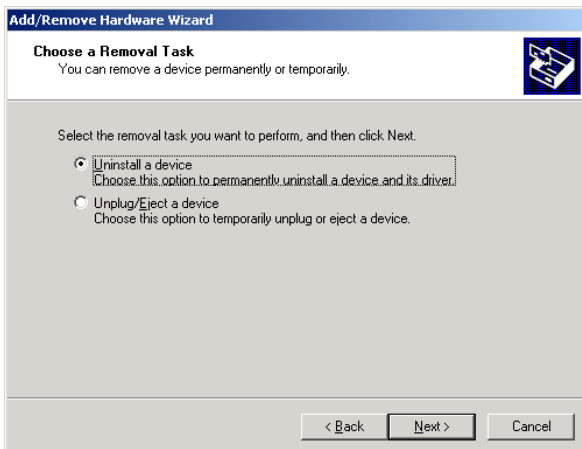 Add/Remove Hardware Wizard
Choose a Removal Task
You can remove a device permanently or temporarily.
Select the removal task you want to perform, and then click Next.
Uninstall a device
Choose this option to permanently uninstall a device and its driver.
Unplug/Eject a device
Choose this option to temporarily unplug or eject a device.
< Back
Next >
Cancel